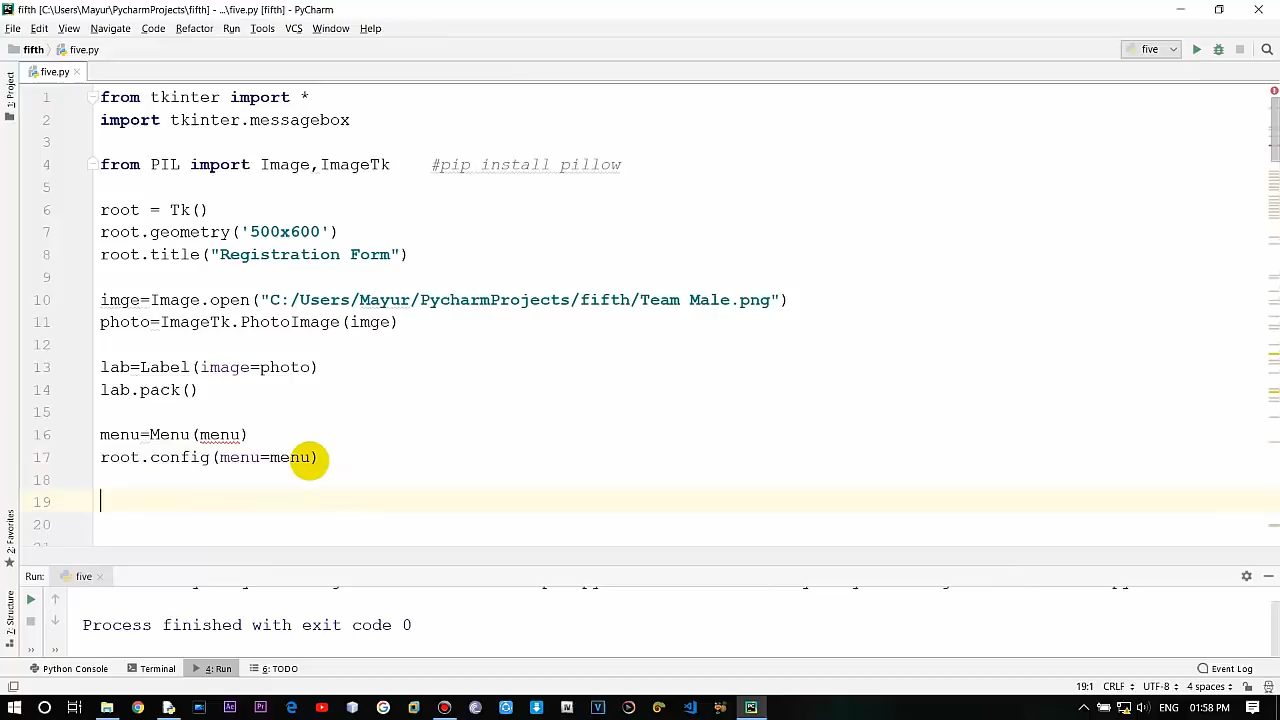 fifth [C:\Users\Mayur\PycharmProjects\fifth] - ...\five.py [fifth] - PyCharm
File Edit View Navigate Code Refactor Run Tools VCS Window Help
fifth five.py five
1: Project
five.py
1 from tkinter import *
2 import tkinter.messagebox
3
4 from PIL import Image,ImageTk #pip install pillow
5
6 root = Tk()
7 root.geometry('500x600')
8 root.title("Registration Form")
9
10 imge=Image.open("C:/Users/Mayur/PycharmProjects/fifth/Team Male.png")
11 photo=ImageTk.PhotoImage(imge)
12
13 lab=Label(image=photo)
14 lab.pack()
15
16 menu=Menu(menu)
17 root.config(menu=menu)
18
19
20
2: Favorites
7: Structure
Run: five
Process finished with exit code 0
Python Console Terminal 4: Run 6: TODO Event Log
19:1 CRLF UTF-8 4 spaces
ENG 01:58 PM